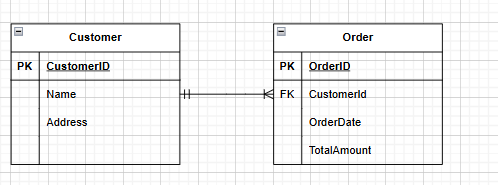 Customer
PK CustomerID
Name
Address
Order
PK OrderID
FK CustomerId
OrderDate
TotalAmount